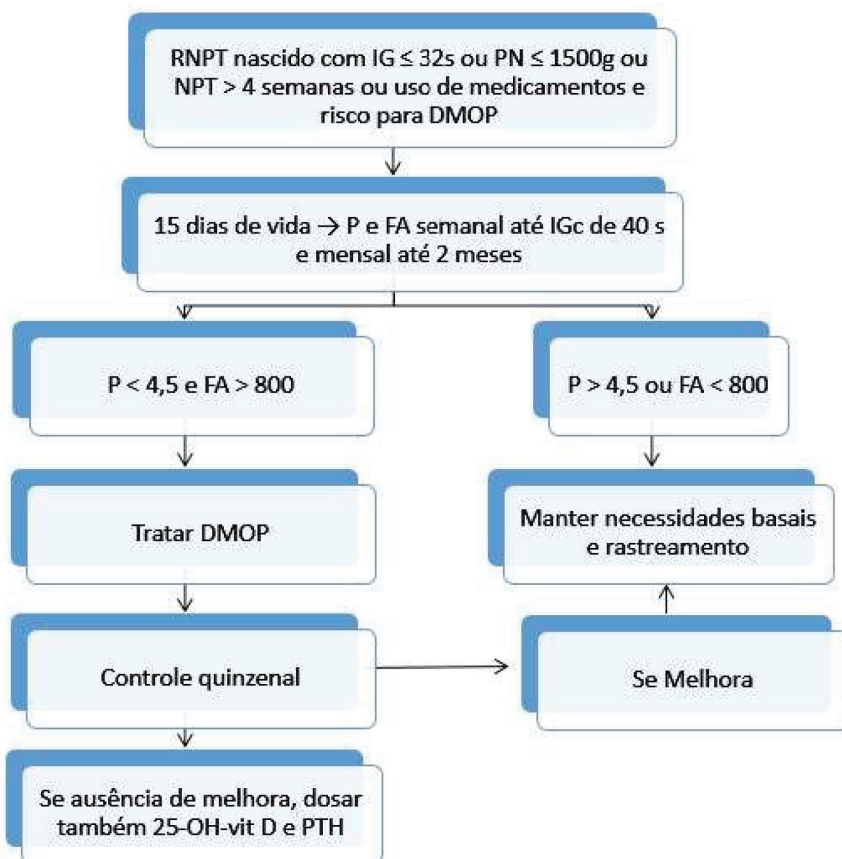 RNPT nascido com IG ≤ 32s ou PN ≤ 1500g ou
NPT > 4 semanas ou uso de medicamentos e
risco para DMOP
15 dias de vida → P e FA semanal até IGc de 40 s
e mensal até 2 meses
P < 4,5 e FA > 800
P > 4,5 ou FA < 800
Tratar DMOP
Manter necessidades basais
e rastreamento
Controle quinzenal
Se Melhora
Se ausência de melhora, dosar
também 25-OH-vit D e PTH